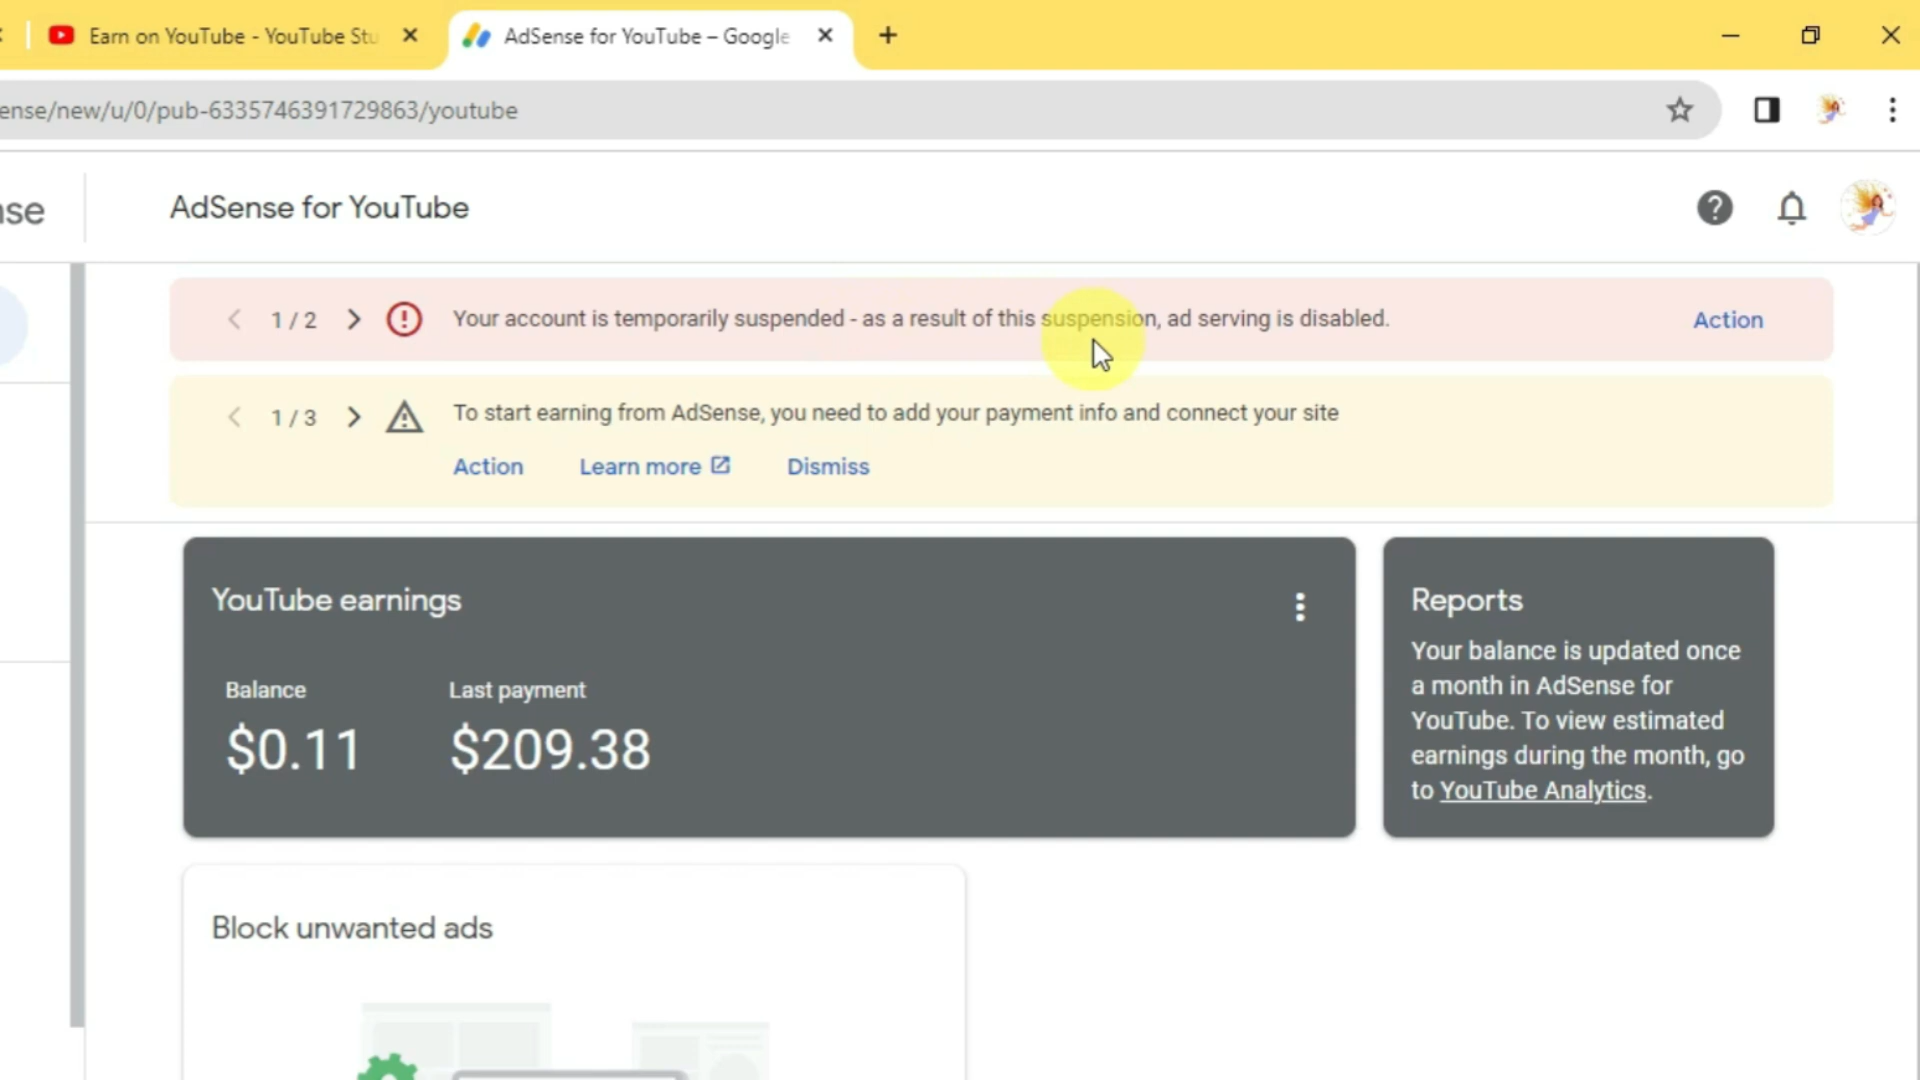 Earn on YouTube - YouTube Stu
AdSense for YouTube – Google
ense/new/u/0/pub-6335746391729863/youtube
nse
AdSense for YouTube
1 / 2
Your account is temporarily suspended - as a result of this suspension, ad serving is disabled.
Action
1 / 3
To start earning from AdSense, you need to add your payment info and connect your site
Action Learn more Dismiss
YouTube earnings
Balance Last payment
$0.11 $209.38
Reports
Your balance is updated once
a month in AdSense for
YouTube. To view estimated
earnings during the month, go
to YouTube Analytics.
Block unwanted ads